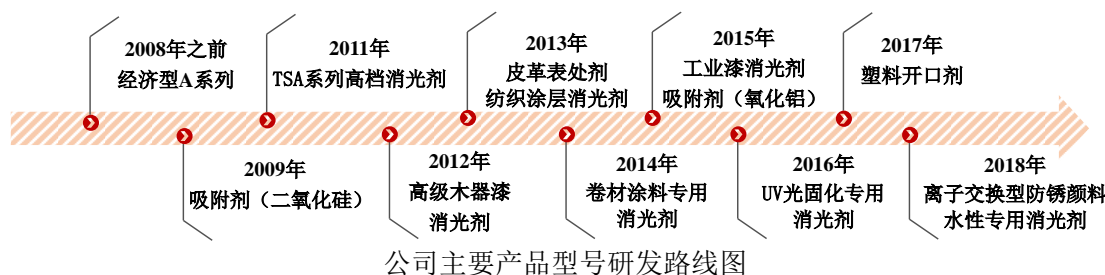 2008年之前
经济型A系列
2009年
吸附剂（二氧化硅）
2011年
TSA系列高档消光剂
2012年
高级木器漆
消光剂
2013年
皮革表处剂
纺织涂层消光剂
2014年
卷材涂料专用
消光剂
2015年
工业漆消光剂
吸附剂（氧化铝）
2016年
UV光固化专用
消光剂
2017年
塑料开口剂
2018年
离子交换型防锈颜料
水性专用消光剂
公司主要产品型号研发路线图